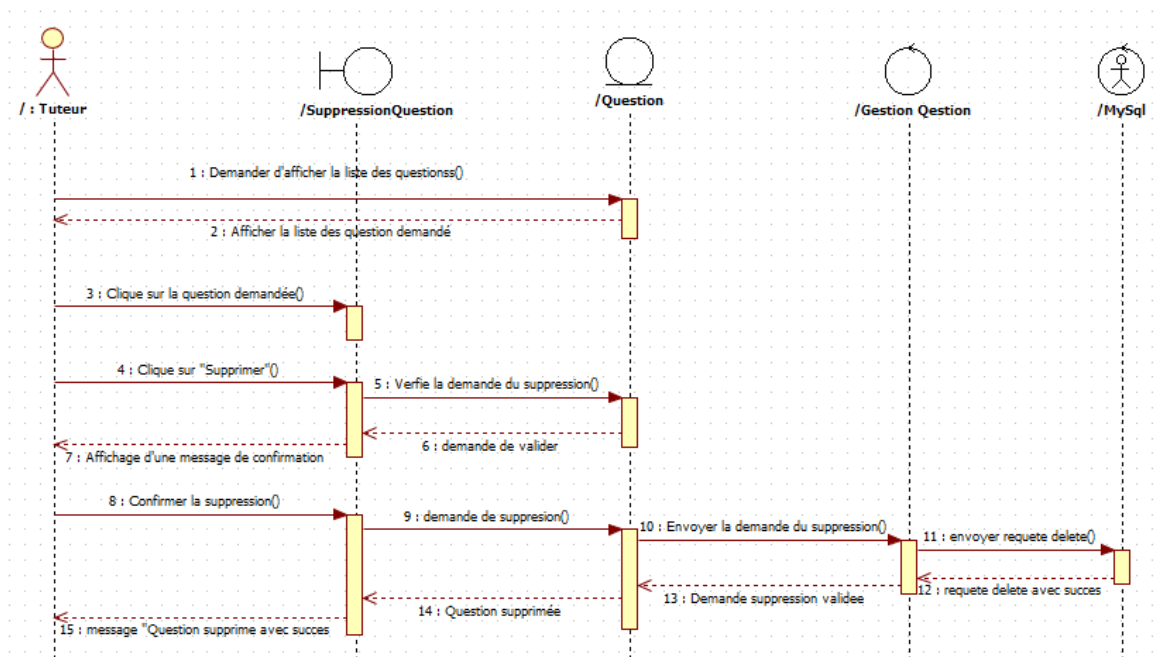 / : Tuteur
/SuppressionQuestion
/Question
/Gestion Qestion
/MySql
1 : Demander d'afficher la liste des questionss()
2 : Afficher la liste des question demandé
3 : Clique sur la question demandée()
4 : Clique sur "Supprimer"()
5 : Verfie la demande du suppression()
6 : demande de valider
7 : Affichage d'une message de confirmation
8 : Confirmer la suppression()
9 : demande de suppresion()
10 : Envoyer la demande du suppression()
11 : envoyer requete delete()
12 : requete delete avec succes
13 : Demande suppression validee
14 : Question supprimée
15 : message "Question supprime avec succes